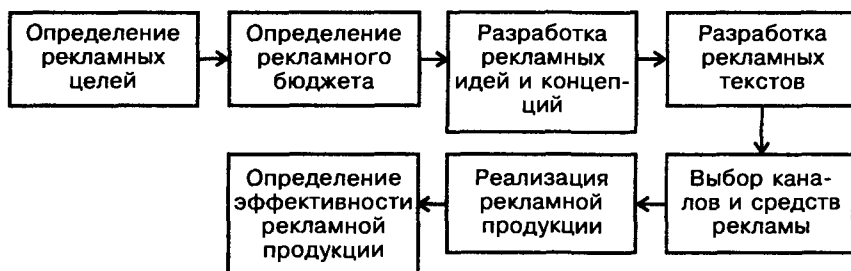 Определение
рекламных
целей
Определение
рекламного
бюджета
Разработка
рекламных
идей и концеп-
ций
Разработка
рекламных
текстов
Выбор кана-
лов и средств
рекламы
Реализация
рекламной
продукции
Определение
эффективности
рекламной
продукции